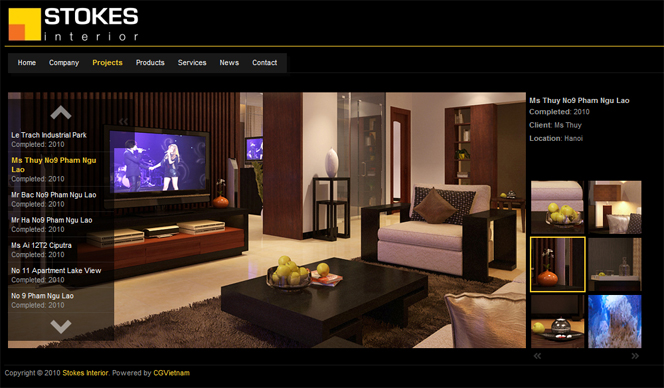 STOKES
interior
Home Company Projects Products Services News Contact
Le Trach Industrial Park
Completed: 2010
Ms Thuy No9 Pham Ngu
Lao
Completed: 2010
Mr Bac No9 Pham Ngu Lao
Completed: 2010
Mr Ha No9 Pham Ngu Lao
Completed: 2010
Ms Ai 12T2 Ciputra
Completed: 2010
No 11 Apartment Lake View
Completed: 2010
No 9 Pham Ngu Lao
Completed: 2010
Ms Thuy No9 Pham Ngu Lao
Completed: 2010
Client: Ms Thuy
Location: Hanoi
Copyright © 2010 Stokes Interior. Powered by CGVietnam